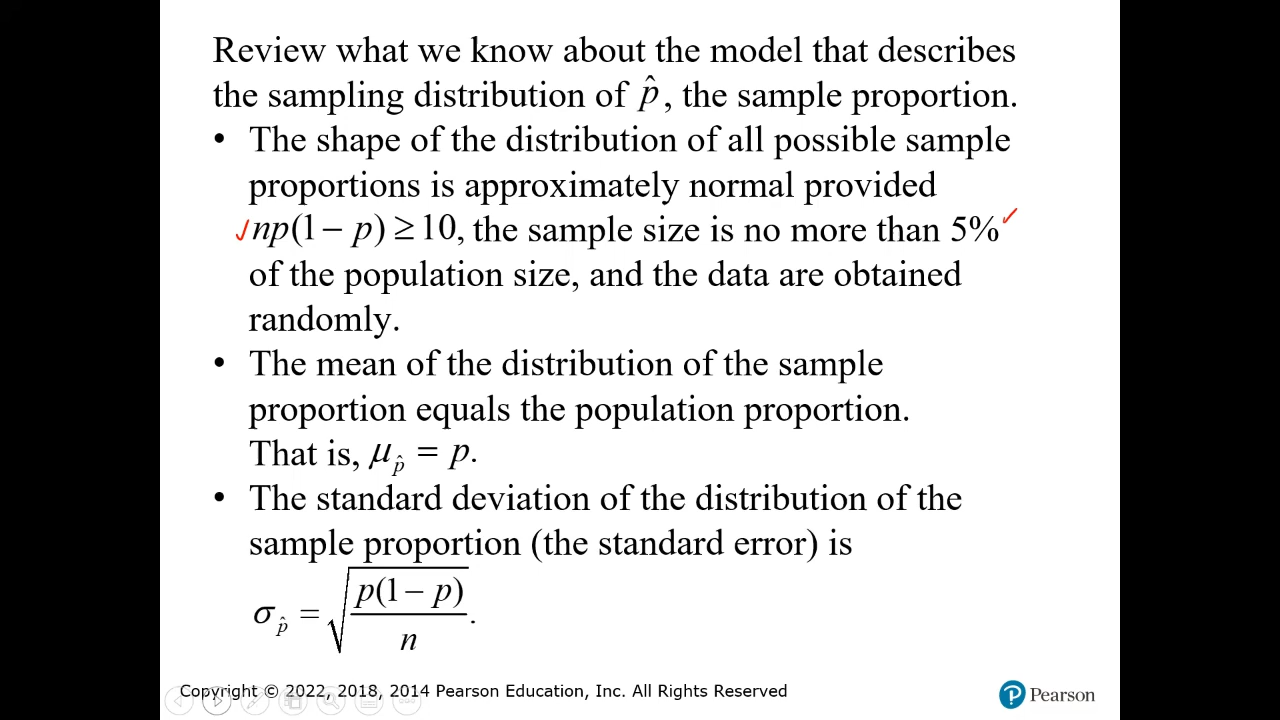 Review what we know about the model that describes
the sampling distribution of p̂, the sample proportion.
• The shape of the distribution of all possible sample
proportions is approximately normal provided
✓np(1 − p) ≥ 10, the sample size is no more than 5%✓
of the population size, and the data are obtained
randomly.
• The mean of the distribution of the sample
proportion equals the population proportion.
That is, μ_p̂ = p.
• The standard deviation of the distribution of the
sample proportion (the standard error) is
σ_p̂ = √(p(1 − p)/n).
Copyright © 2022, 2018, 2014 Pearson Education, Inc. All Rights Reserved
P Pearson